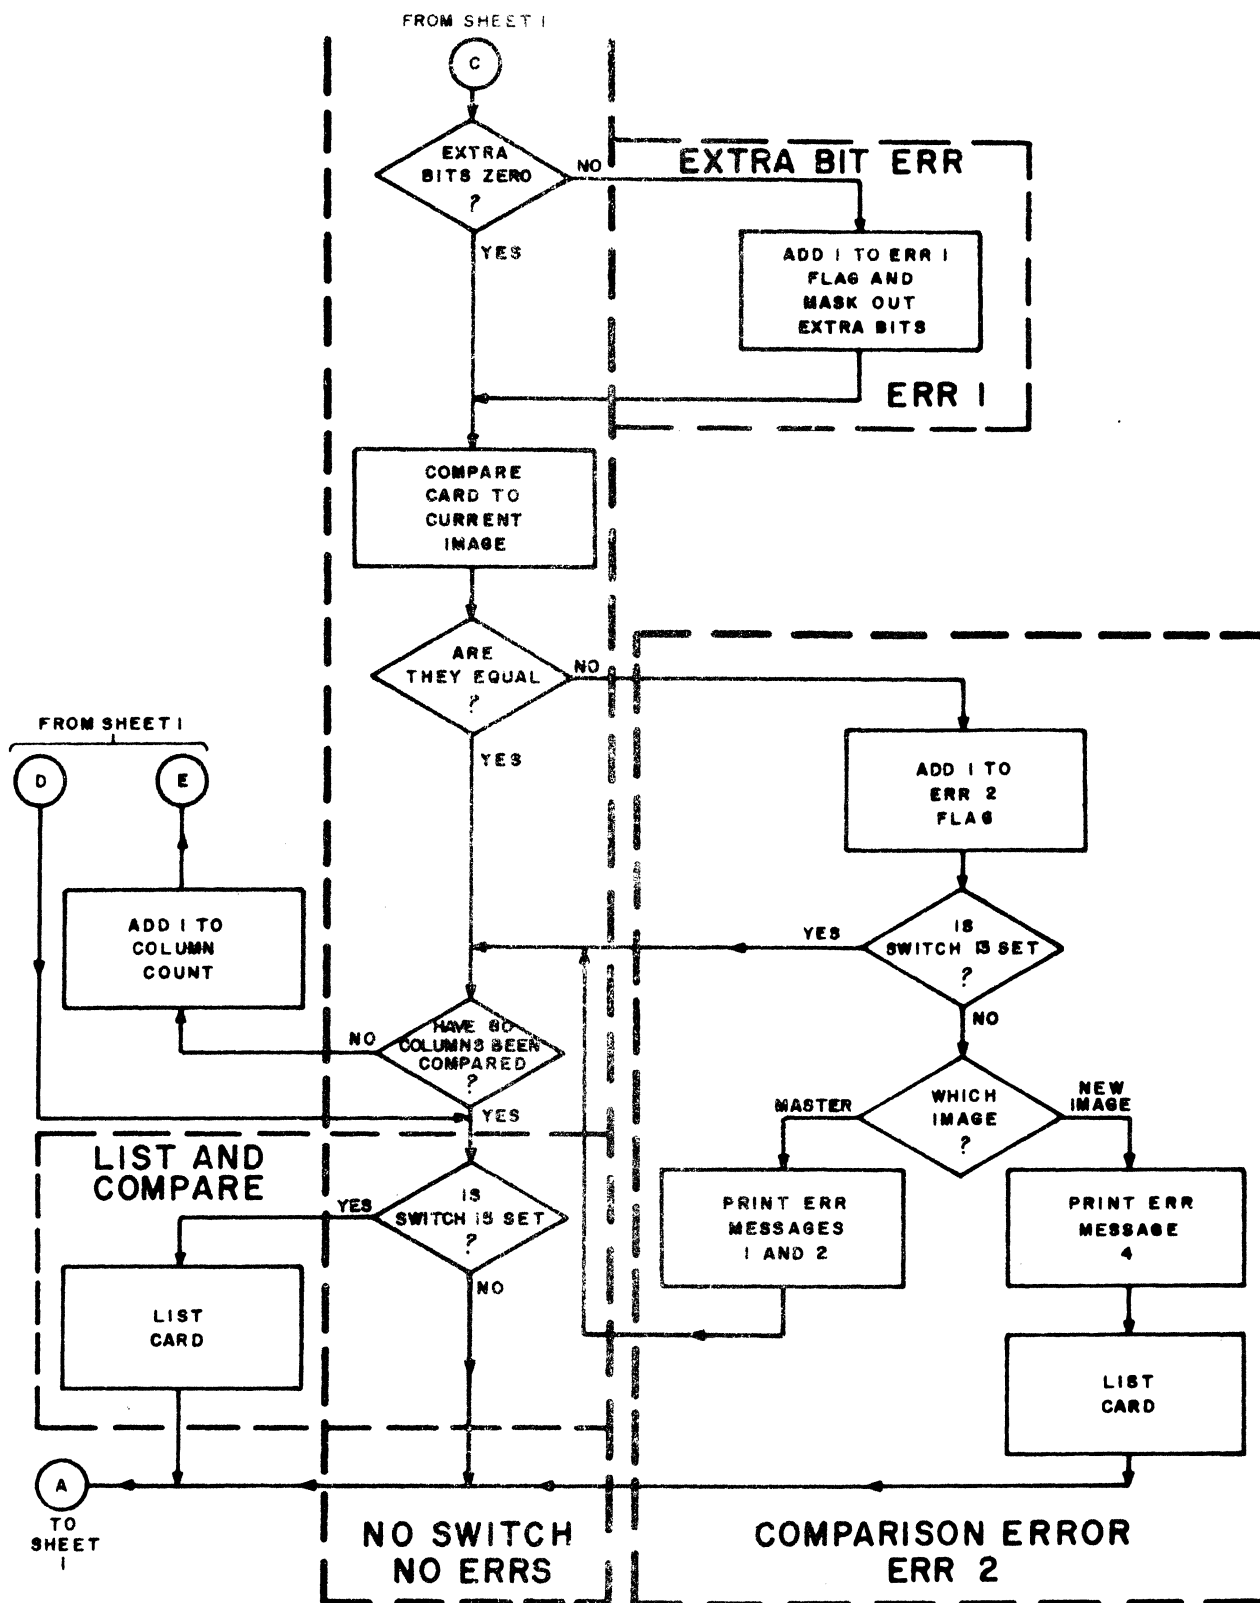 FROM SHEET 1
C
EXTRA
BITS ZERO
?
NO
YES
EXTRA BIT ERR
ADD 1 TO ERR 1
FLAG AND
MASK OUT
EXTRA BITS
ERR 1
COMPARE
CARD TO
CURRENT
IMAGE
ARE
THEY EQUAL
?
NO
YES
FROM SHEET 1
D
E
ADD 1 TO
COLUMN
COUNT
ADD 1 TO
ERR 2
FLAG
IS
SWITCH 15 SET
?
YES
NO
HAVE 80
COLUMNS BEEN
COMPARED
?
NO
YES
WHICH
IMAGE
?
MASTER
NEW
IMAGE
LIST AND
COMPARE
IS
SWITCH 15 SET
?
YES
NO
PRINT ERR
MESSAGES
1 AND 2
PRINT ERR
MESSAGE
4
LIST
CARD
LIST
CARD
A
TO
SHEET
1
NO SWITCH
NO ERRS
COMPARISON ERROR
ERR 2